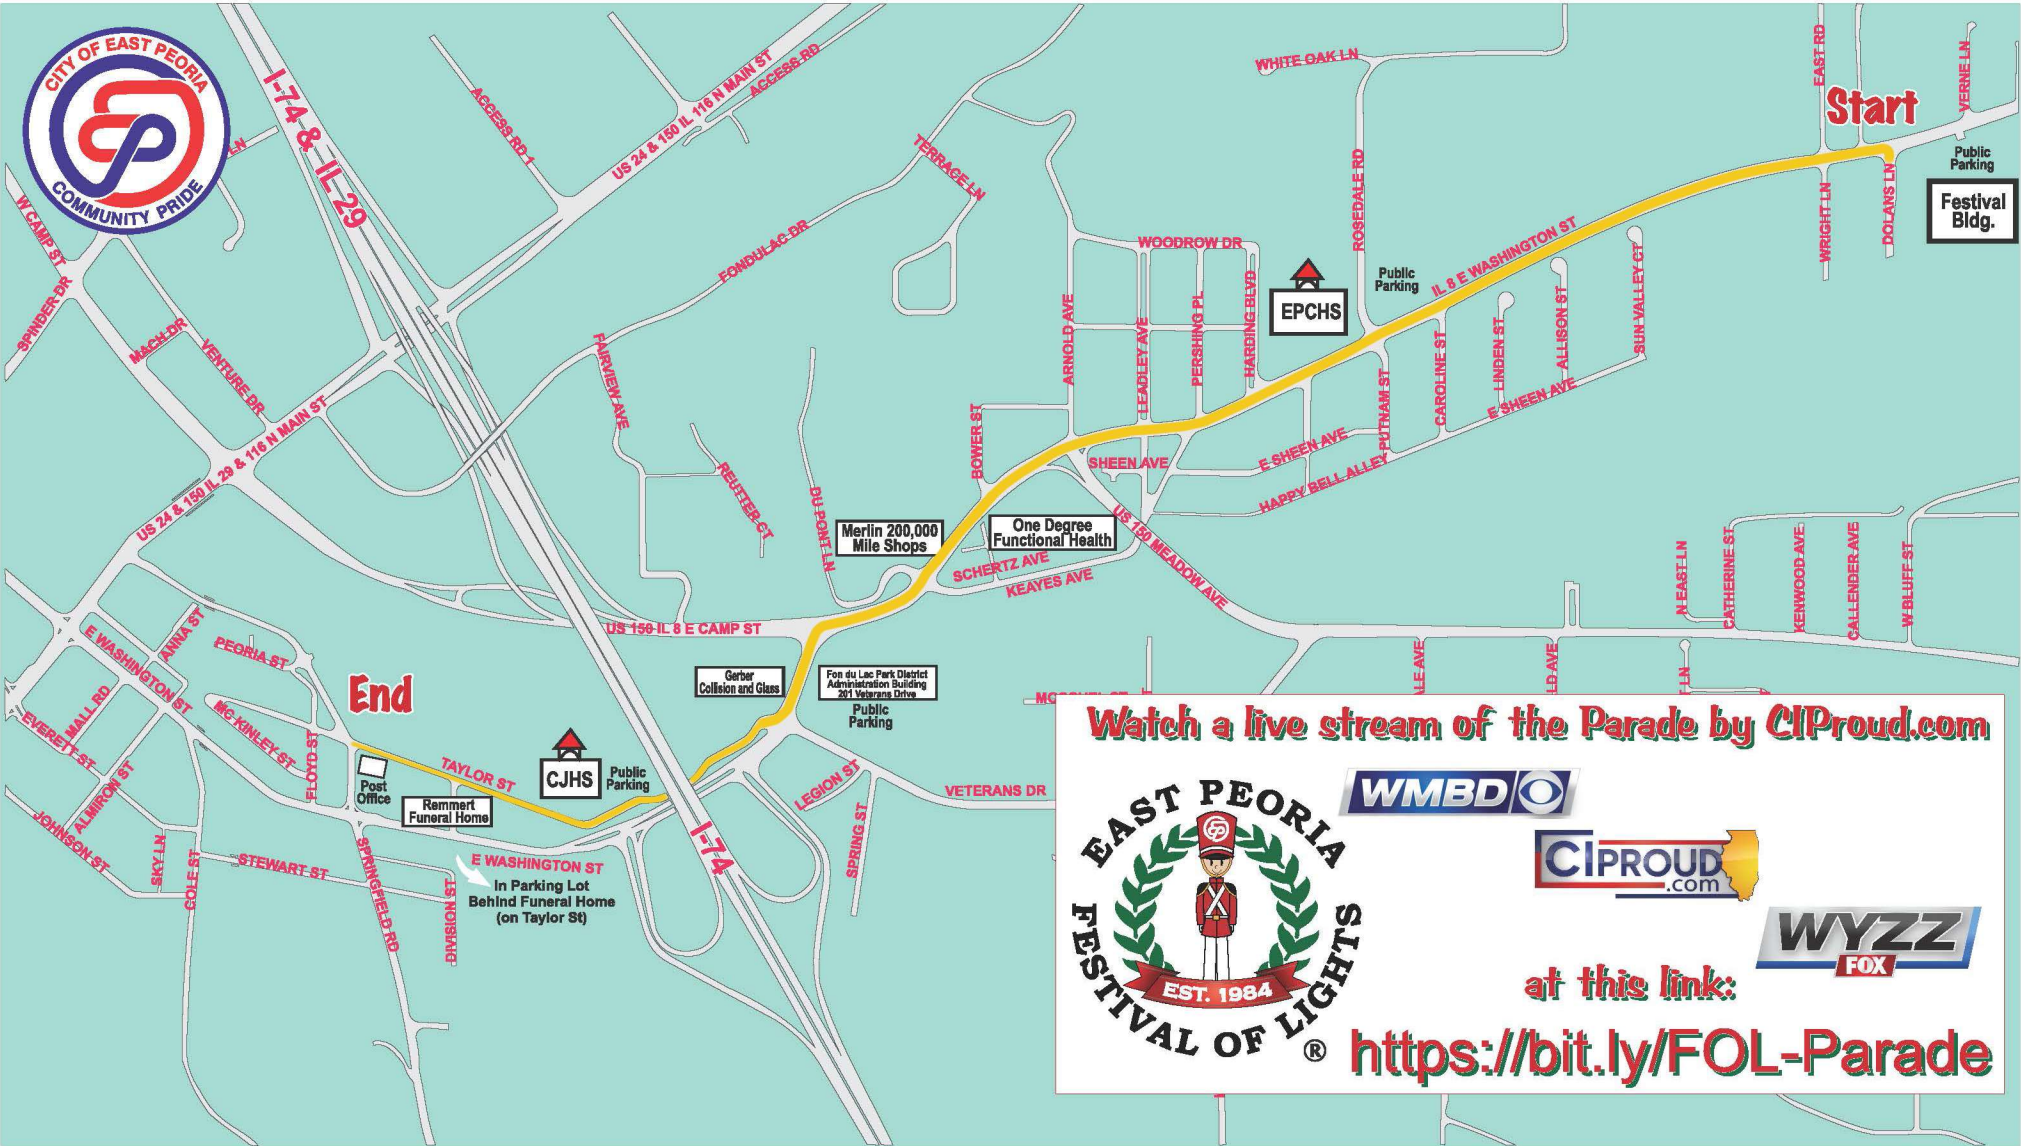 CITY OF EAST PEORIA
COMMUNITY PRIDE
LN
I-74 & IL 29
ACCESS RD 1
US 24 & 150 IL 116 N MAIN ST
ACCESS RD
WHITE OAK LN
EAST RD
VERNE LN
Start
Public
Parking
Festival
Bldg.
DOLANS LN
WRIGHT LN
TERRACE LN
ROSEDALE RD
W CAMP ST
SPINDER DR
MACH DR
VENTURE DR
FONDULAC DR
WOODROW DR
EPCHS
Public
Parking
IL 8 E WASHINGTON ST
SUN VALLEY CT
ALLISON ST
LINDEN ST
CAROLINE ST
PUTNAM ST
ARNOLD AVE
LEADLEY AVE
PERSHING PL
HARDING BLVD
FAIRVIEW AVE
BOWER ST
SHEEN AVE
E SHEEN AVE
E SHEEN AVE
HAPPY BELL ALLEY
US 24 & 150 IL 29 & 116 N MAIN ST
REUTTER CT
DU PONT LN
Merlin 200,000
Mile Shops
One Degree
Functional Health
SCHERTZ AVE
KEAYES AVE
US 150 MEADOW AVE
N EAST LN
CATHERINE ST
KENWOOD AVE
CALLENDER AVE
W BLUFF ST
US 150 IL 8 E CAMP ST
E WASHINGTON ST
ANNA ST
PEORIA ST
End
Gerber
Collision and Glass
Fon du Lac Park District
Administration Building
201 Veterans Drive
Public
Parking
MALL RD
EVERETT ST
MC KINLEY ST
FLOYD ST
Post
Office
TAYLOR ST
CJHS
Public
Parking
Remmert
Funeral Home
LEGION ST
SPRING ST
VETERANS DR
I-74
JOHNSON ST
ALMIRON ST
SKY LN
COLE ST
STEWART ST
SPRINGFIELD RD
DIVISION ST
E WASHINGTON ST
In Parking Lot
Behind Funeral Home
(on Taylor St)
ALE AVE
LD AVE
LN
Watch a live stream of the Parade by CIProud.com
EAST PEORIA
FESTIVAL OF LIGHTS
EST. 1984
®
WMBD
CIPROUD
.com
WYZZ
FOX
at this link:
https://bit.ly/FOL-Parade